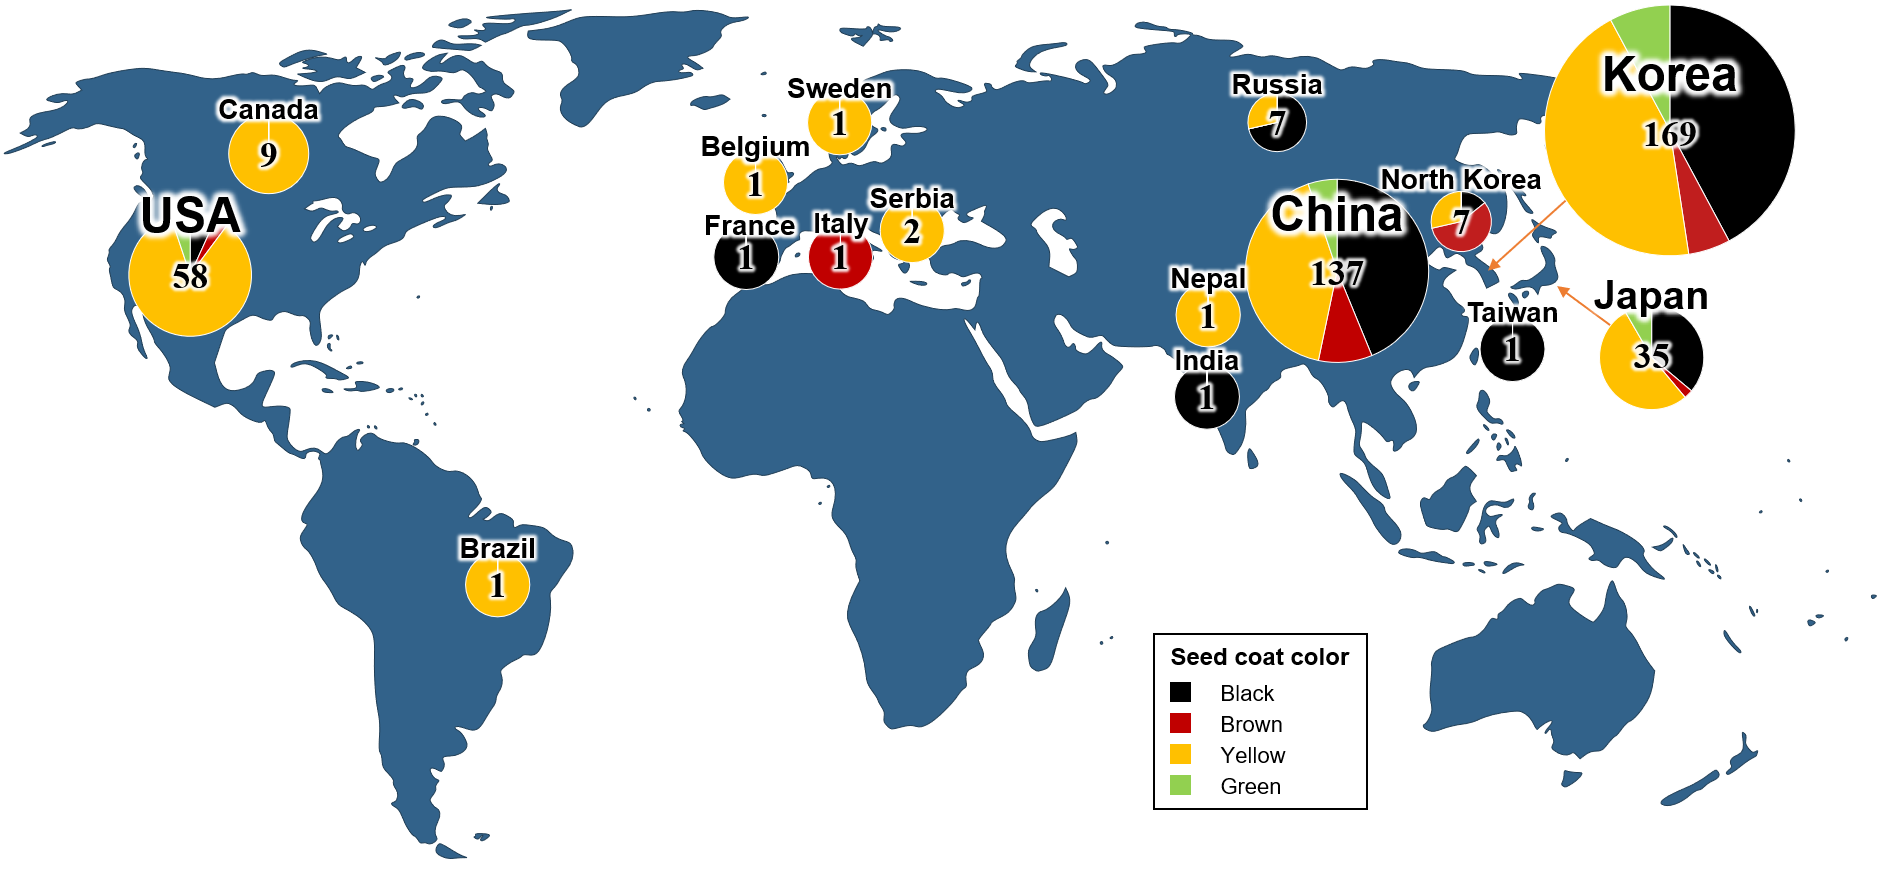 Canada
9
USA
58
Brazil
1
Sweden
1
Belgium
1
France
1
Italy
1
Serbia
2
Russia
7
North Korea
7
China
137
Nepal
1
India
1
Taiwan
1
Korea
169
Japan
35
Seed coat color
Black
Brown
Yellow
Green